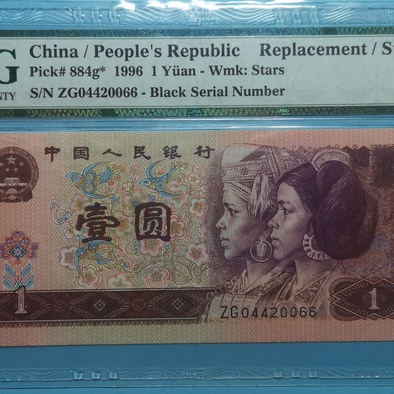 G
China / People's Republic Replacement / S
Pick# 884g* 1996 1 Yüan - Wmk: Stars
NTY
S/N ZG04420066 - Black Serial Number
中国人民银行
壹圆
1
1
ZG04420066